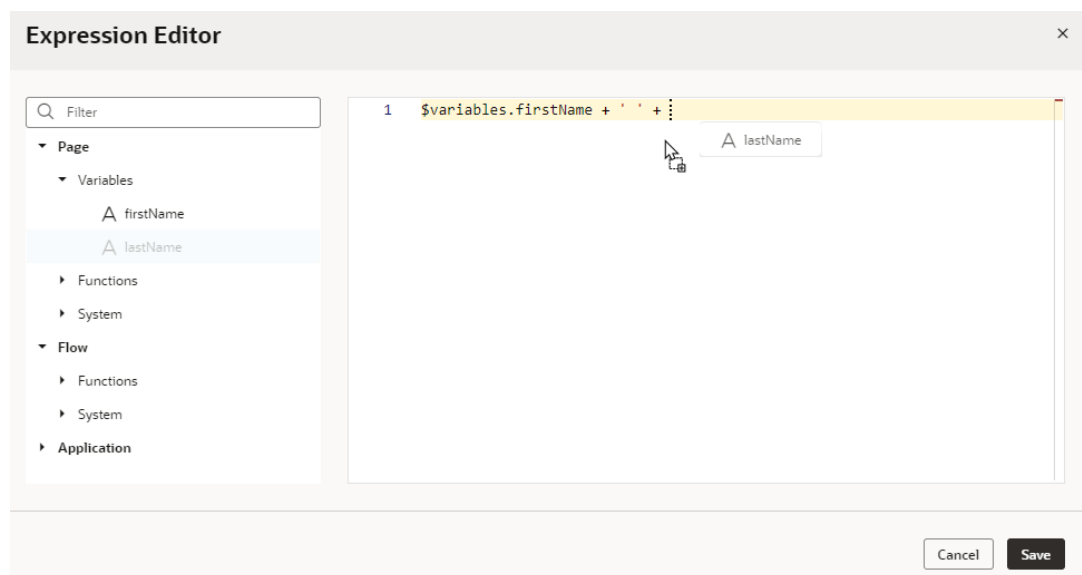 Expression Editor
Filter
Page
Variables
firstName
lastName
Functions
System
Flow
Functions
System
Application
1 $variables.firstName + ' ' +
lastName
Cancel Save